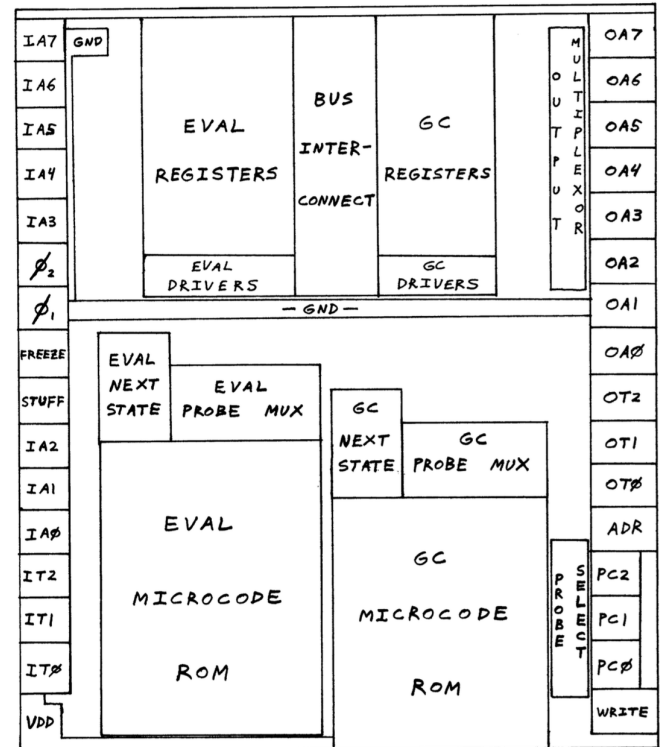 IA7
IA6
IA5
IA4
IA3
ϕ₂
ϕ₁
FREEZE
STUFF
IA2
IA1
IAØ
IT2
IT1
ITØ
VDD
GND
EVAL
REGISTERS
EVAL
DRIVERS
BUS
INTER-
CONNECT
GC
REGISTERS
GC
DRIVERS
OUTPUT
MULTIPLEXOR
— GND —
EVAL
NEXT
STATE
EVAL
PROBE MUX
EVAL
MICROCODE
ROM
GC
NEXT
STATE
GC
PROBE MUX
GC
MICROCODE
ROM
PROBE
SELECT
OA7
OA6
OA5
OA4
OA3
OA2
OA1
OAØ
OT2
OT1
OTØ
ADR
PC2
PC1
PCØ
WRITE